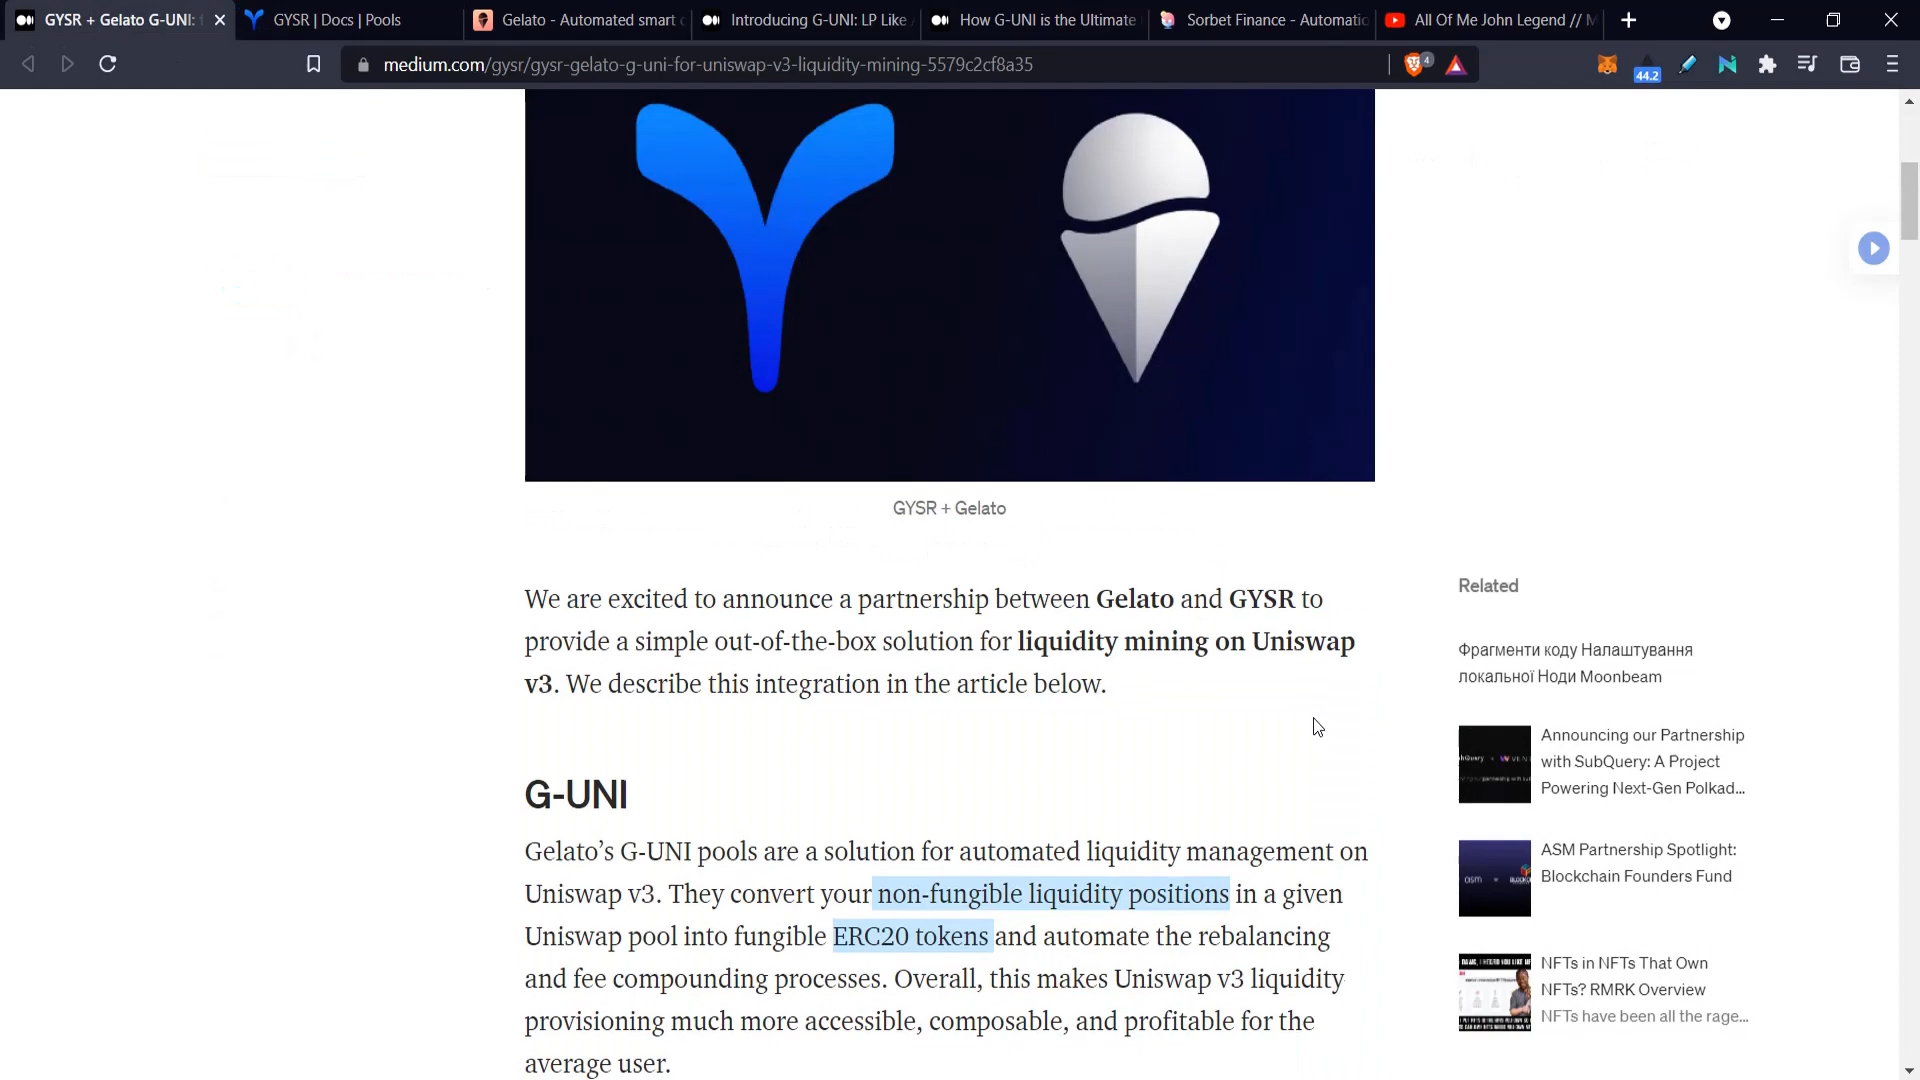 GYSR + Gelato G-UNI:
GYSR | Docs | Pools
Gelato - Automated smart
Introducing G-UNI: LP Like
How G-UNI is the Ultimate
Sorbet Finance - Automatio
All Of Me John Legend // M
medium.com/gysr/gysr-gelato-g-uni-for-uniswap-v3-liquidity-mining-5579c2cf8a35
4
44.2
GYSR + Gelato
We are excited to announce a partnership between Gelato and GYSR to
provide a simple out-of-the-box solution for liquidity mining on Uniswap
v3. We describe this integration in the article below.
G-UNI
Gelato’s G-UNI pools are a solution for automated liquidity management on
Uniswap v3. They convert your non-fungible liquidity positions in a given
Uniswap pool into fungible ERC20 tokens and automate the rebalancing
and fee compounding processes. Overall, this makes Uniswap v3 liquidity
provisioning much more accessible, composable, and profitable for the
average user.
Related
Фрагменти коду Налаштування
локальної Ноди Moonbeam
Announcing our Partnership
with SubQuery: A Project
Powering Next-Gen Polkad...
ASM Partnership Spotlight:
Blockchain Founders Fund
NFTs in NFTs That Own
NFTs? RMRK Overview
NFTs have been all the rage...